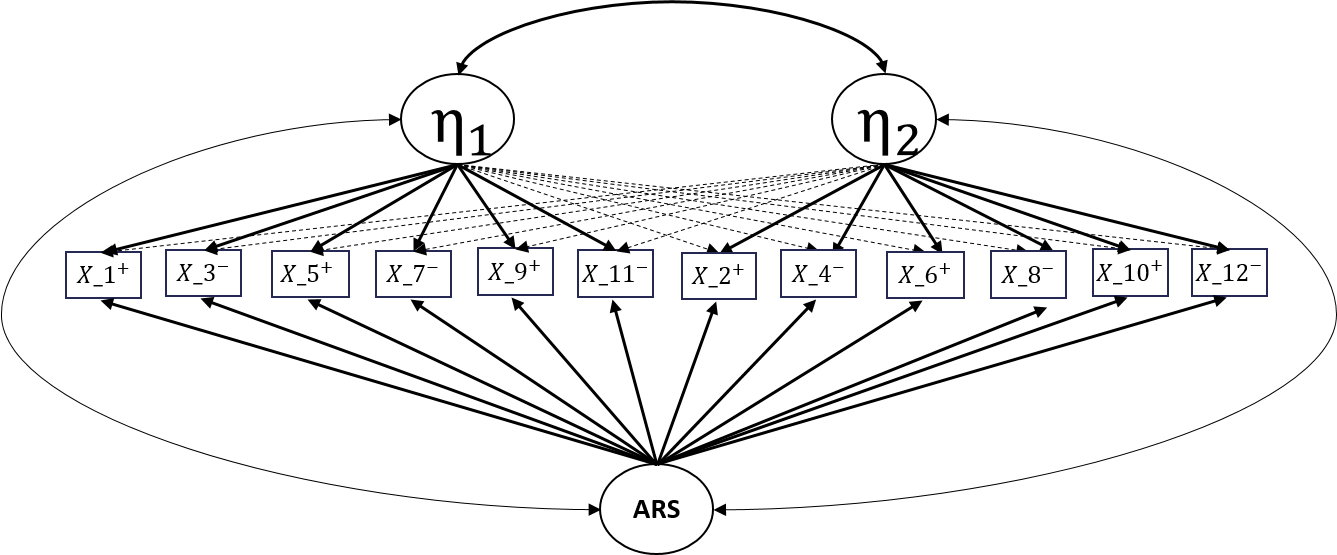 η₁ η₂
X_1⁺ X_3⁻ X_5⁺ X_7⁻ X_9⁺ X_11⁻ X_2⁺ X_4⁻ X_6⁺ X_8⁻ X_10⁺ X_12⁻
ARS